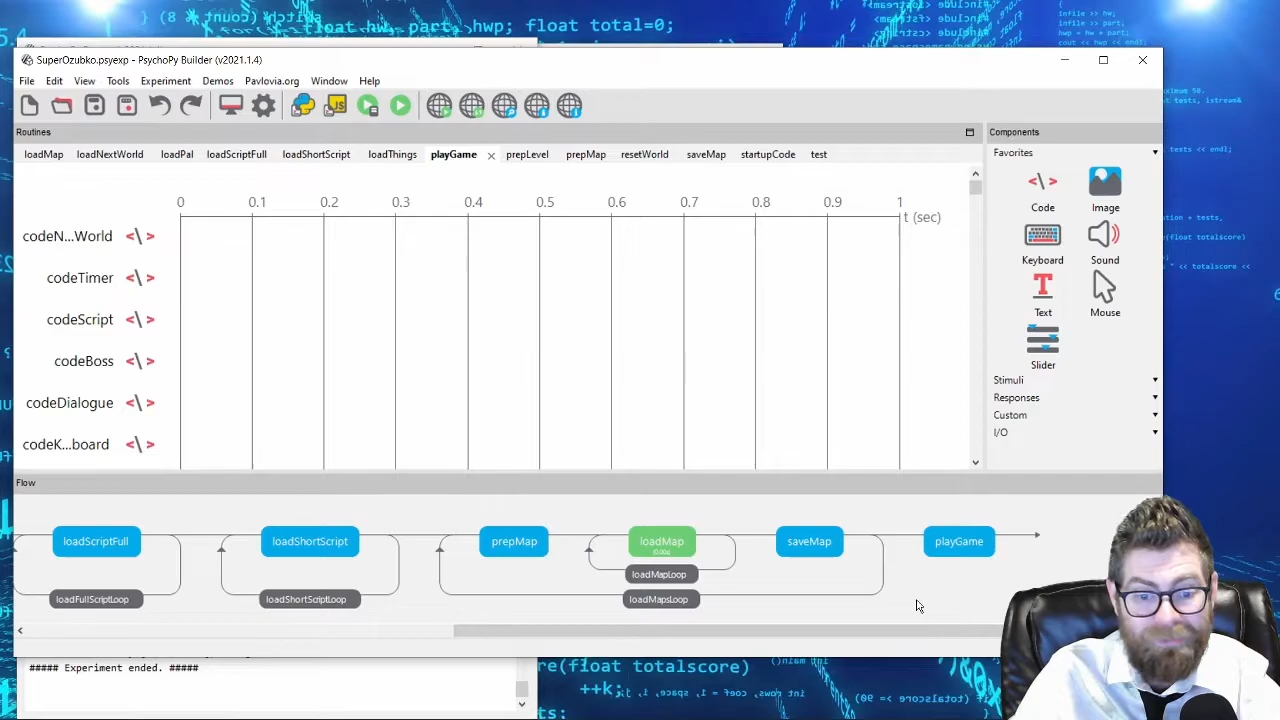 switch (count * 8) {
float hw, part, hwp; float total=0;
SuperOzubko.psyexp - PsychoPy Builder (v2021.1.4)
File Edit View Tools Experiment Demos Pavlovia.org Window Help
Routines
Components
loadMap loadNextWorld loadPal loadScriptFull loadShortScript loadThings playGame prepLevel prepMap resetWorld saveMap startupCode test
Favorites
0 0.1 0.2 0.3 0.4 0.5 0.6 0.7 0.8 0.9 1
t (sec)
codeN...World
codeTimer
codeScript
codeBoss
codeDialogue
codeK...board
Code Image
Keyboard Sound
Text Mouse
Slider
Stimuli
Responses
Custom
I/O
Flow
loadScriptFull loadShortScript prepMap loadMap saveMap playGame
loadMapLoop
loadFullScriptLoop loadShortScriptLoop loadMapsLoop
##### Experiment ended. #####
re(float totalscore)
++k;